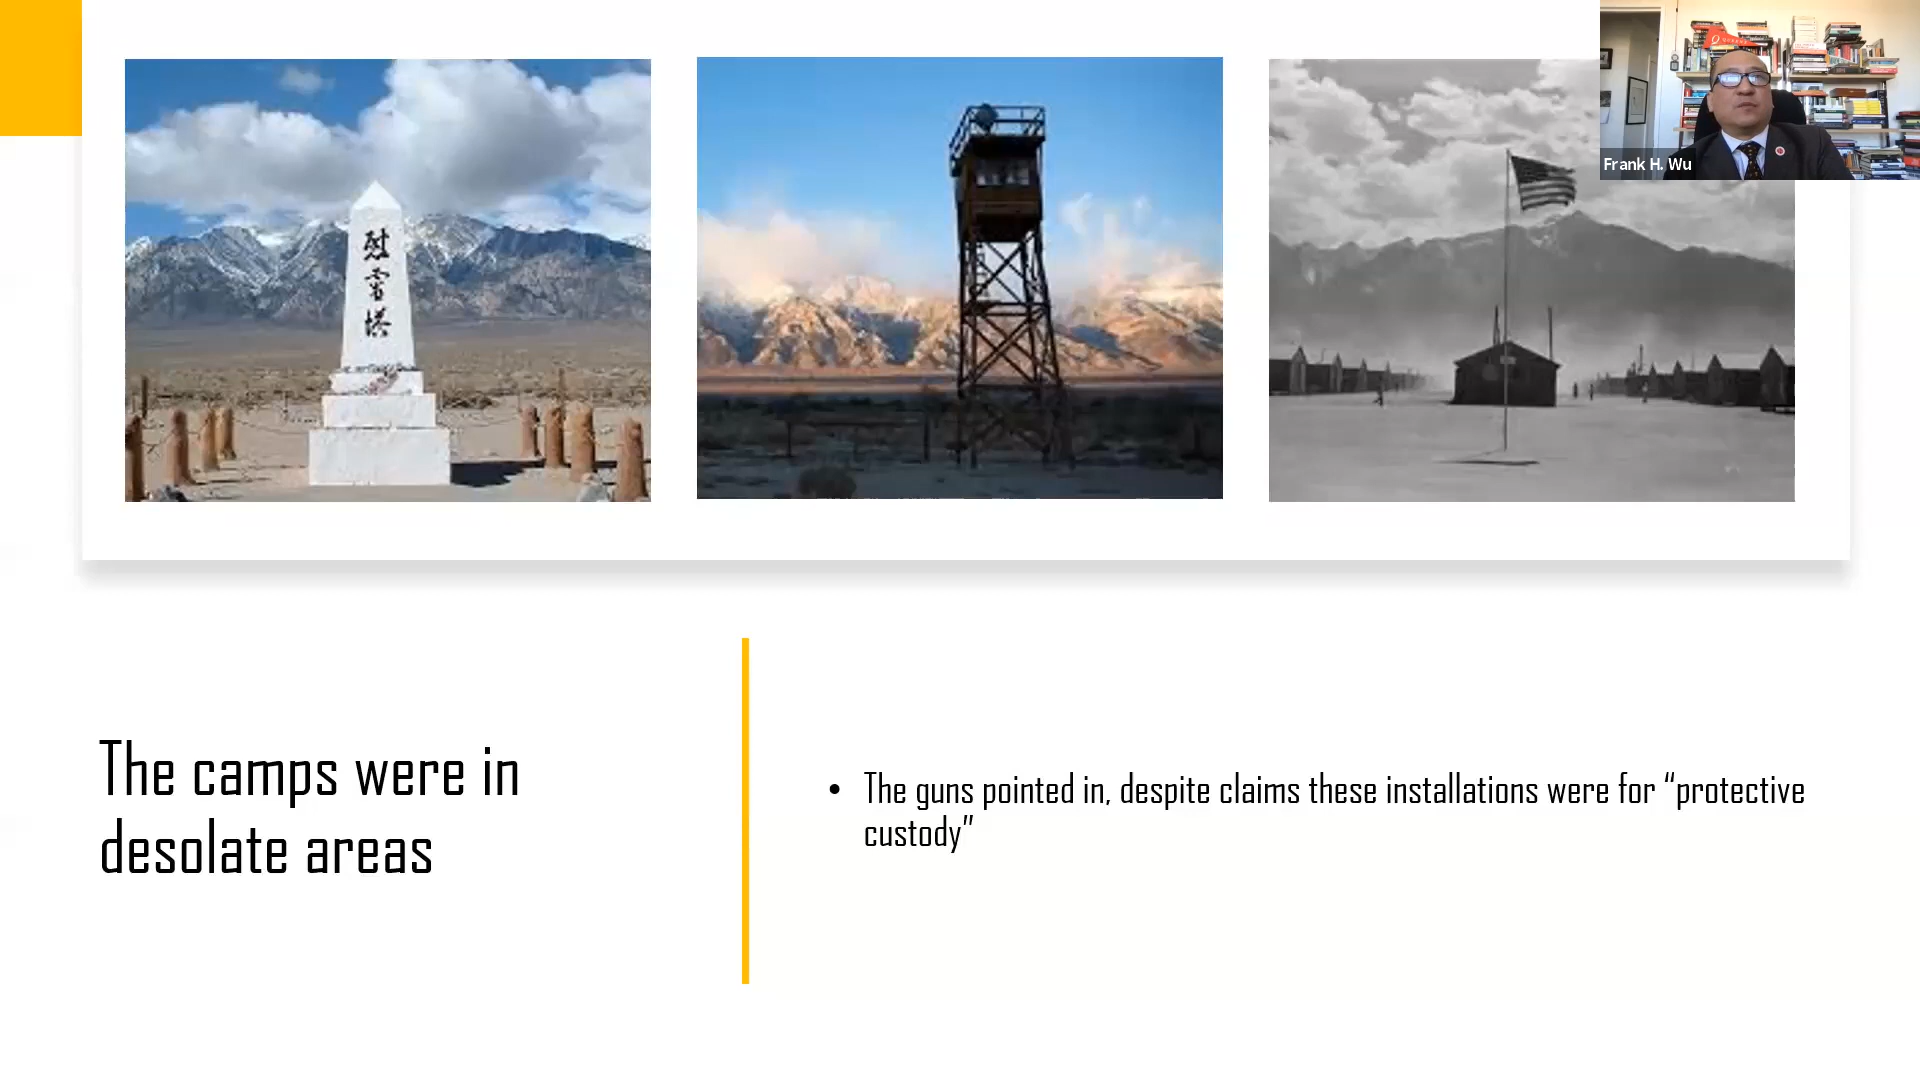 慰霊塔
Frank H. Wu
The camps were in
desolate areas
• The guns pointed in, despite claims these installations were for “protective
custody”